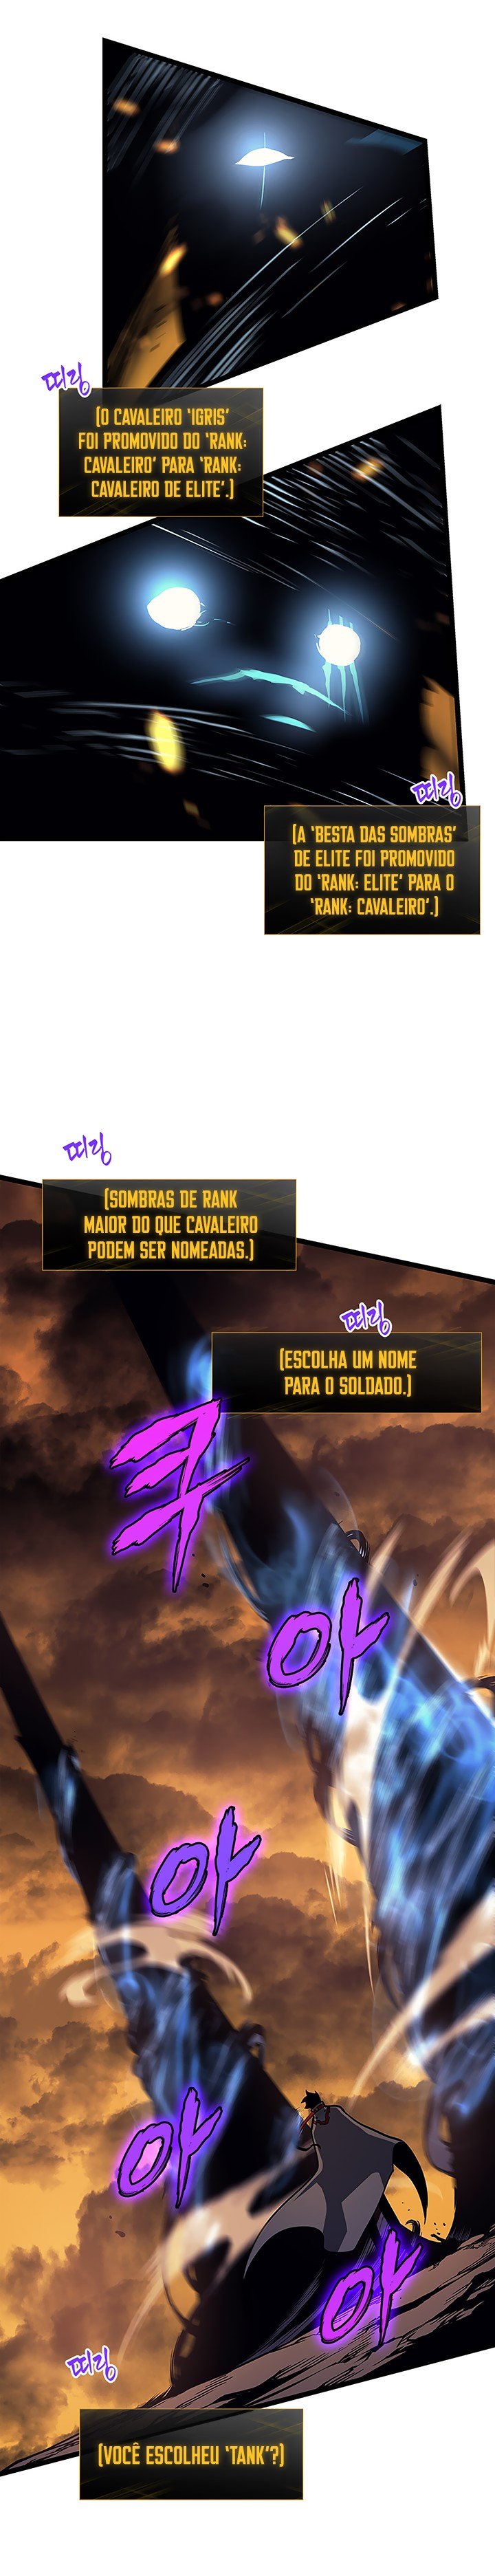 띠링
(O CAVALEIRO ‘IGRIS’
FOI PROMOVIDO DO ‘RANK:
CAVALEIRO’ PARA ‘RANK:
CAVALEIRO DE ELITE’.)
띠링
(A ‘BESTA DAS SOMBRAS’
DE ELITE FOI PROMOVIDO
DO ‘RANK: ELITE’ PARA O
‘RANK: CAVALEIRO’.)
띠링
(SOMBRAS DE RANK
MAIOR DO QUE CAVALEIRO
PODEM SER NOMEADAS.)
띠링
(ESCOLHA UM NOME
PARA O SOLDADO.)
쿠
아
아
아
아
띠링
(VOCÊ ESCOLHEU ‘TANK’?)